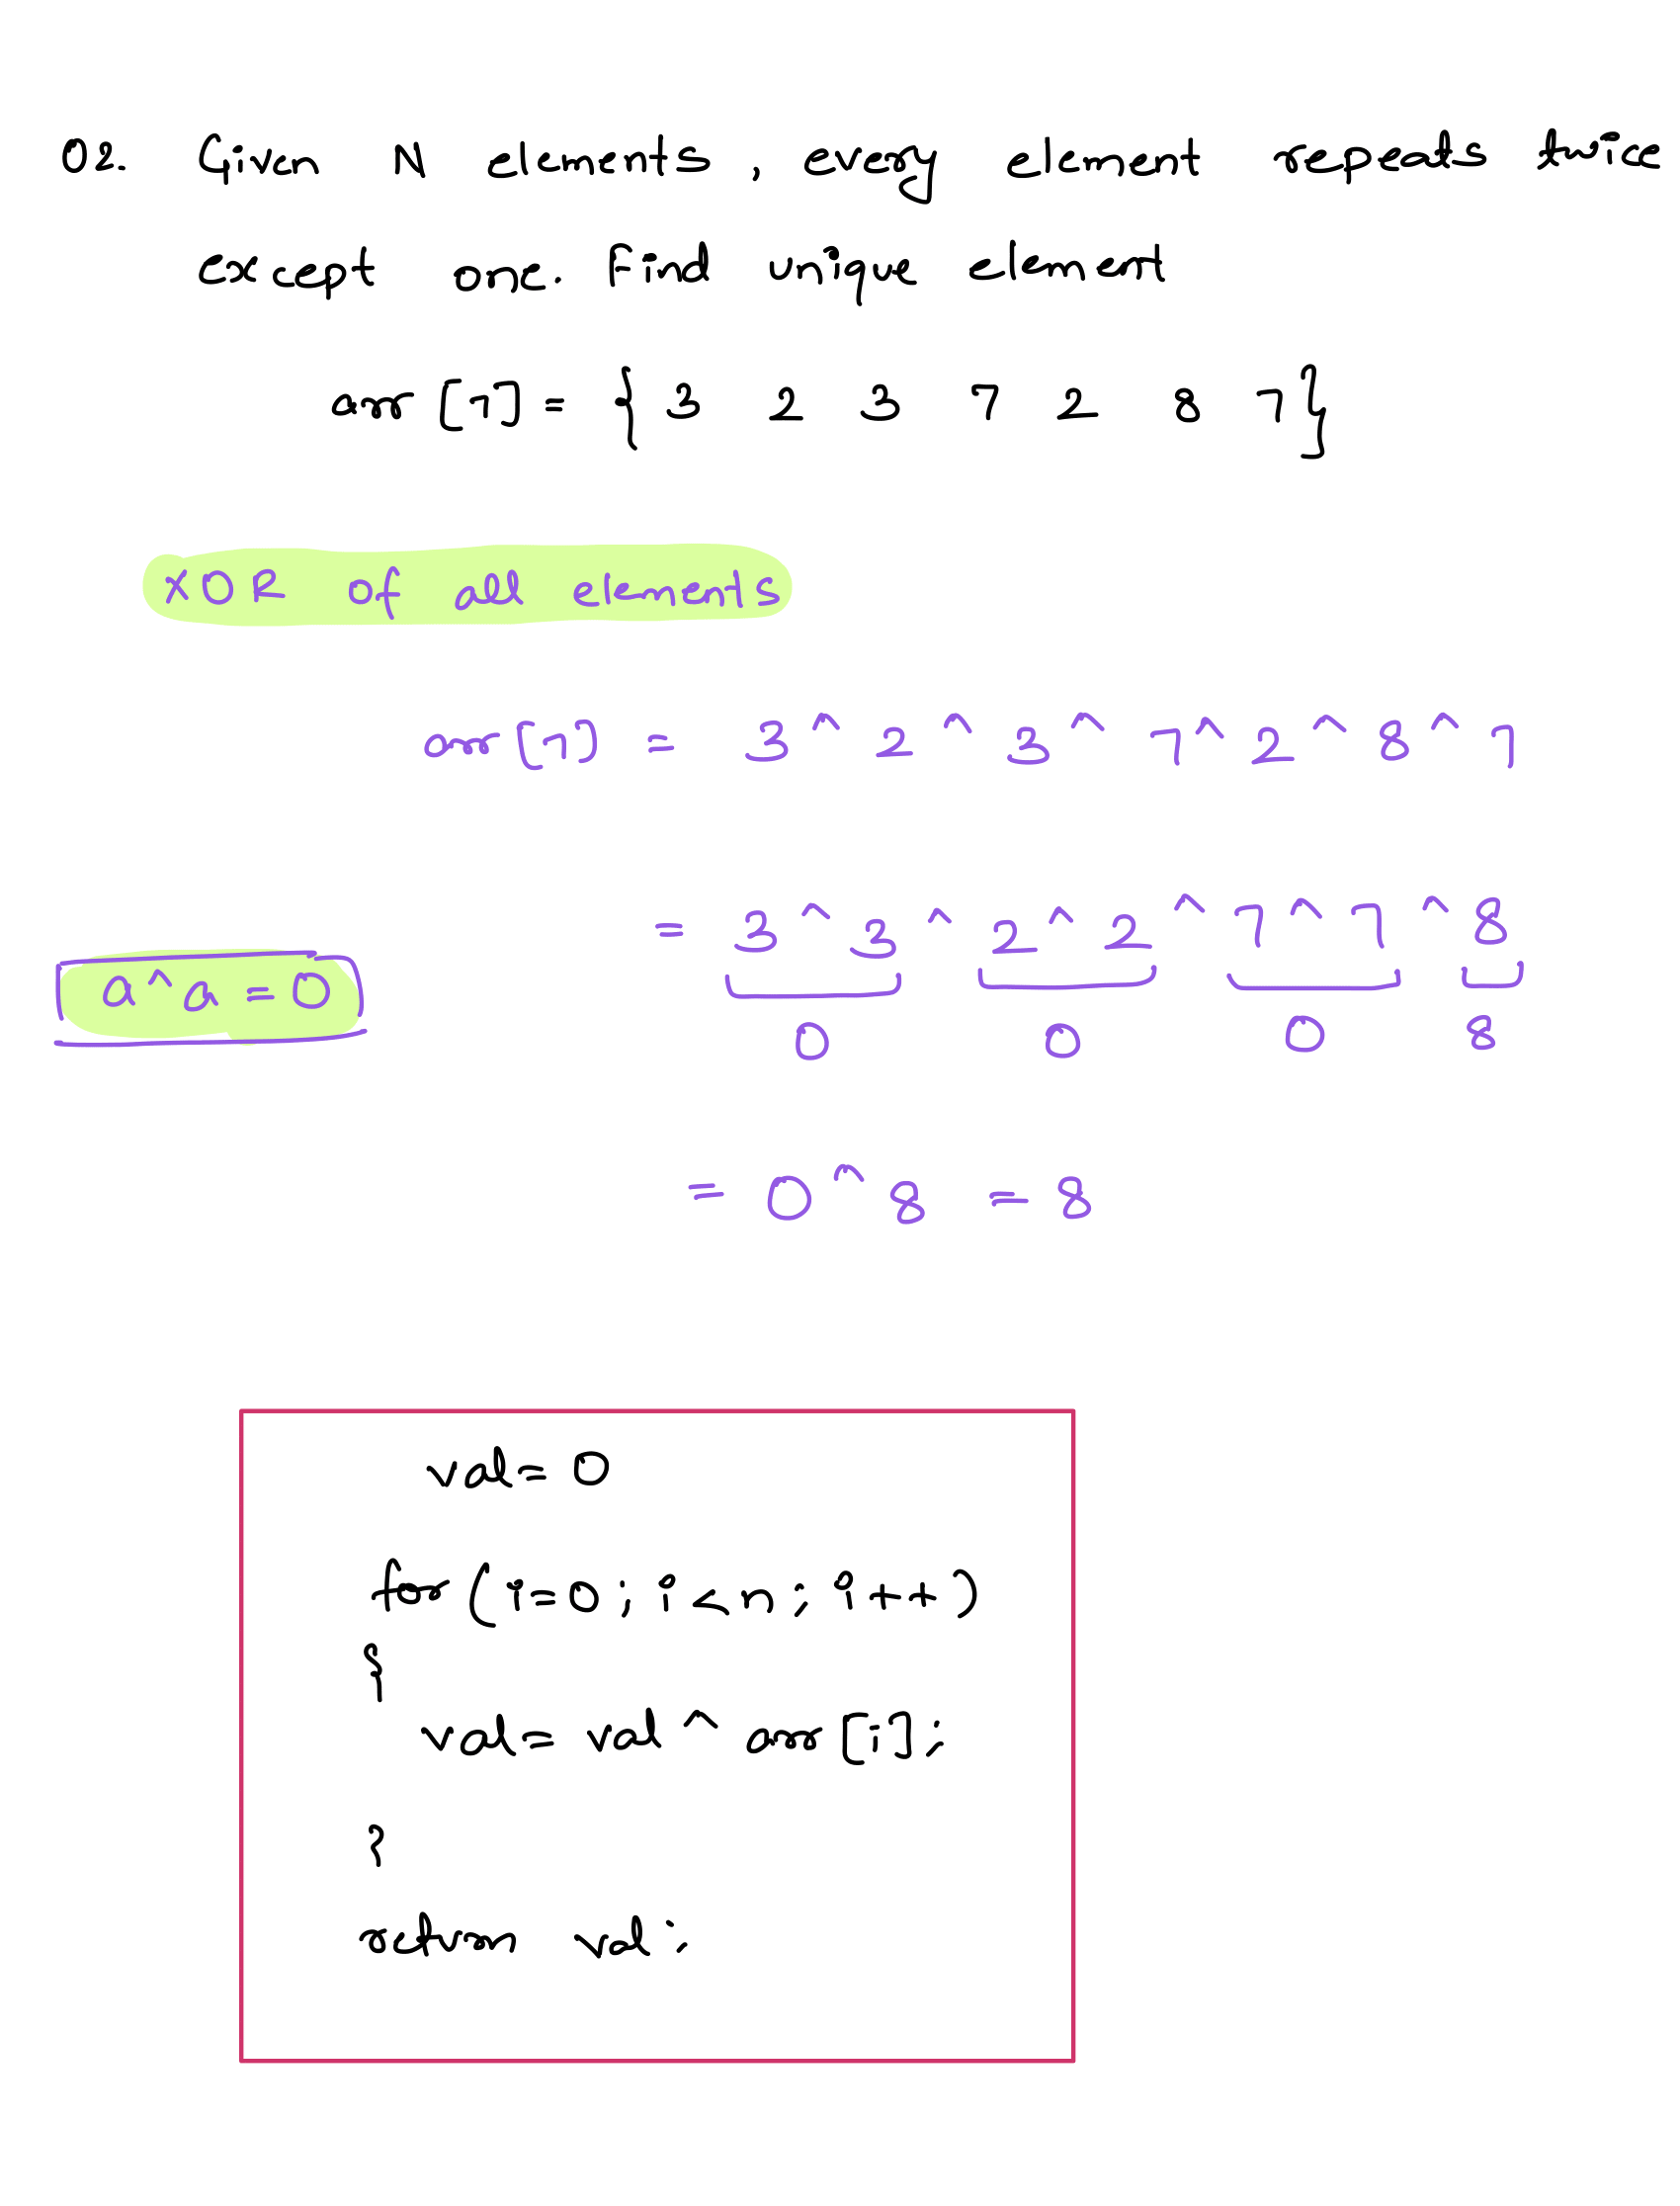 Q2. Given N elements, every element repeats twice
except one. Find unique element
arr [7] = { 3 2 3 7 2 8 7}
XOR of all elements
arr [7] = 3 ^ 2 ^ 3 ^ 7 ^ 2 ^ 8 ^ 7
= 3 ^ 3 ^ 2 ^ 2 ^ 7 ^ 7 ^ 8
a ^ a = 0
0 0 0 8
= 0 ^ 8 = 8
val = 0
for (i=0; i<n; i++)
{
val = val ^ arr [i];
}
return val;